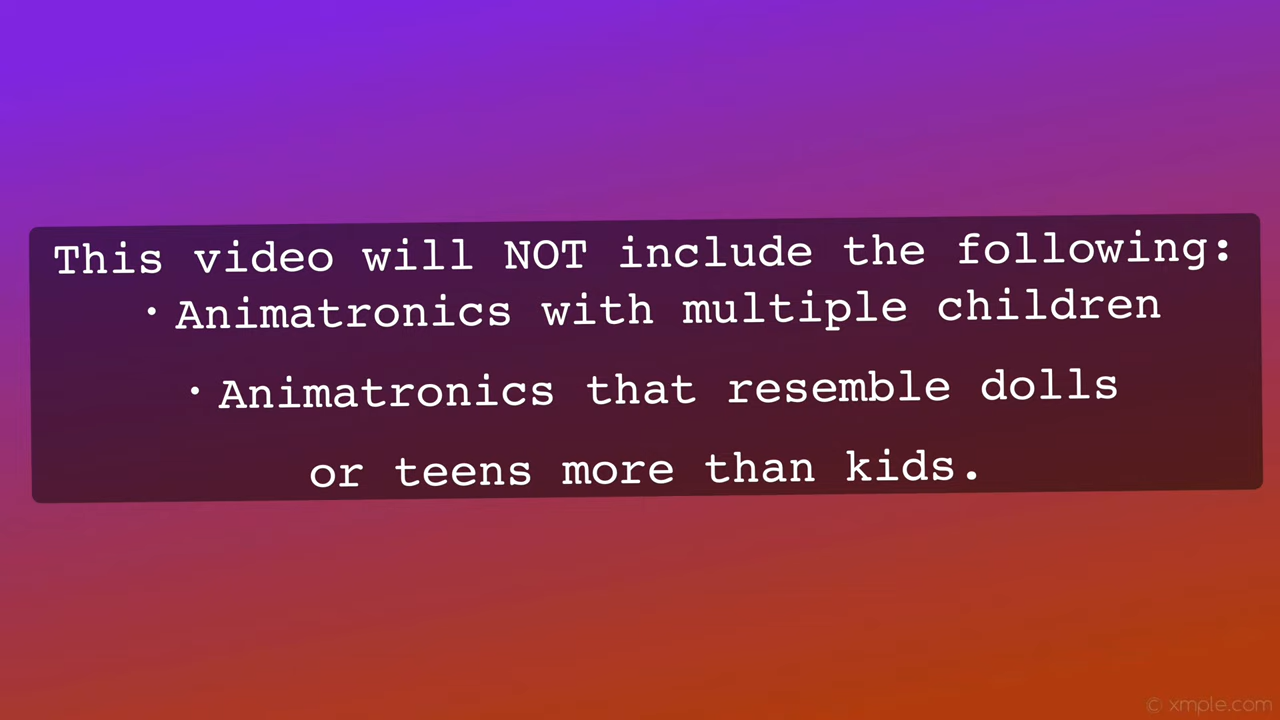 This video will NOT include the following:
• Animatronics with multiple children
• Animatronics that resemble dolls
or teens more than kids.
© xmple.com